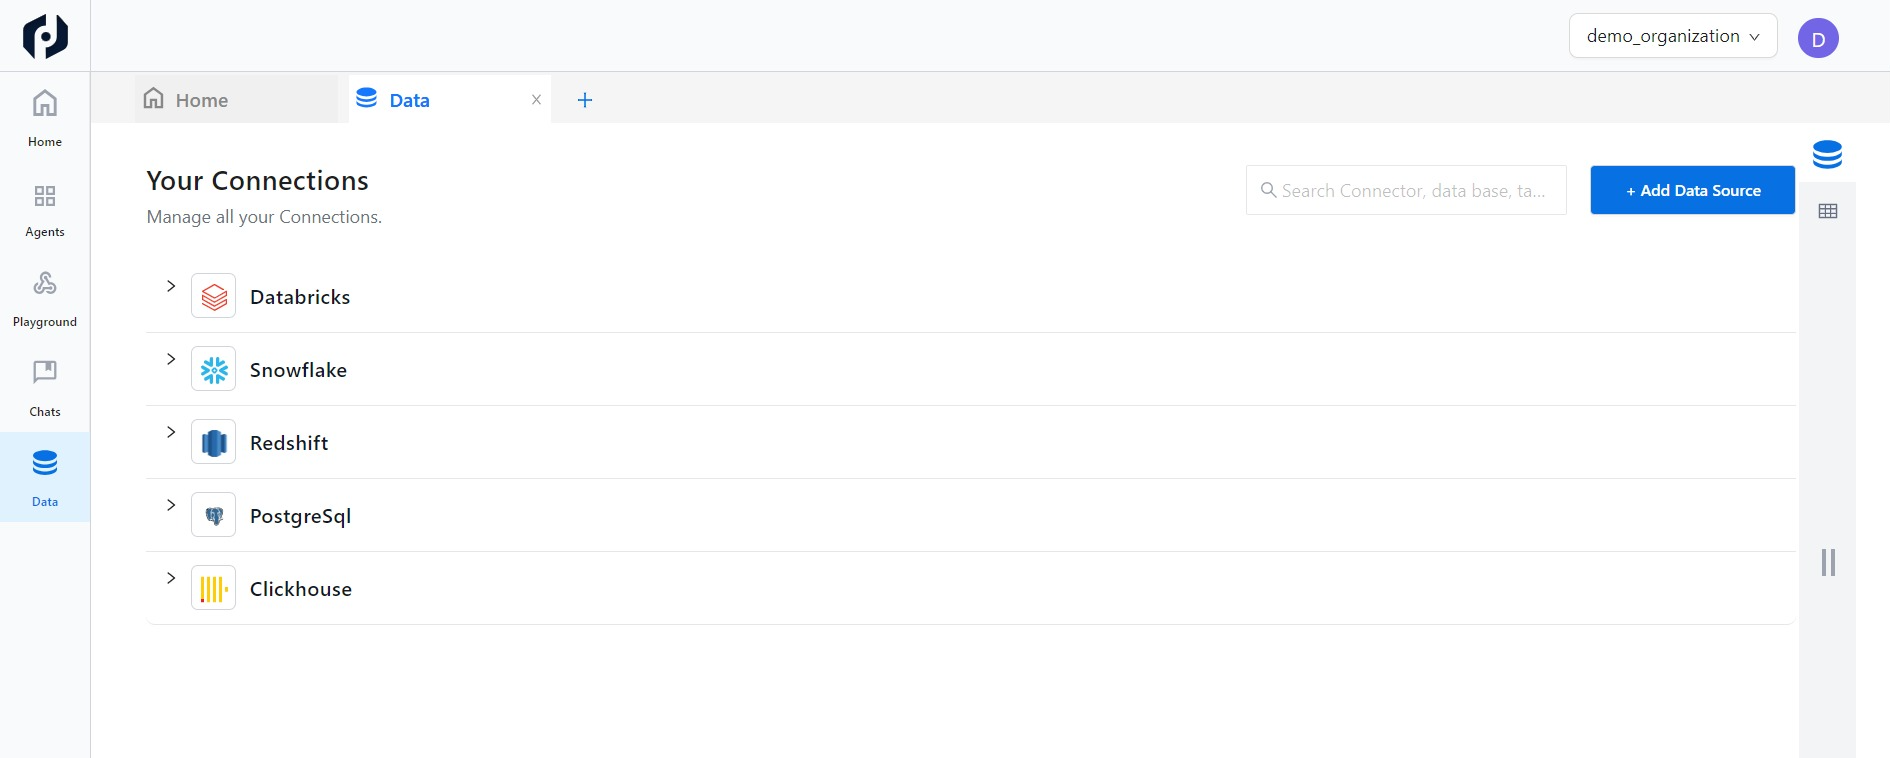 demo_organization
D
Home
Data
+
Home
Agents
Playground
Chats
Data
Your Connections
Manage all your Connections.
Search Connector, data base, ta...
+ Add Data Source
Databricks
Snowflake
Redshift
PostgreSql
Clickhouse